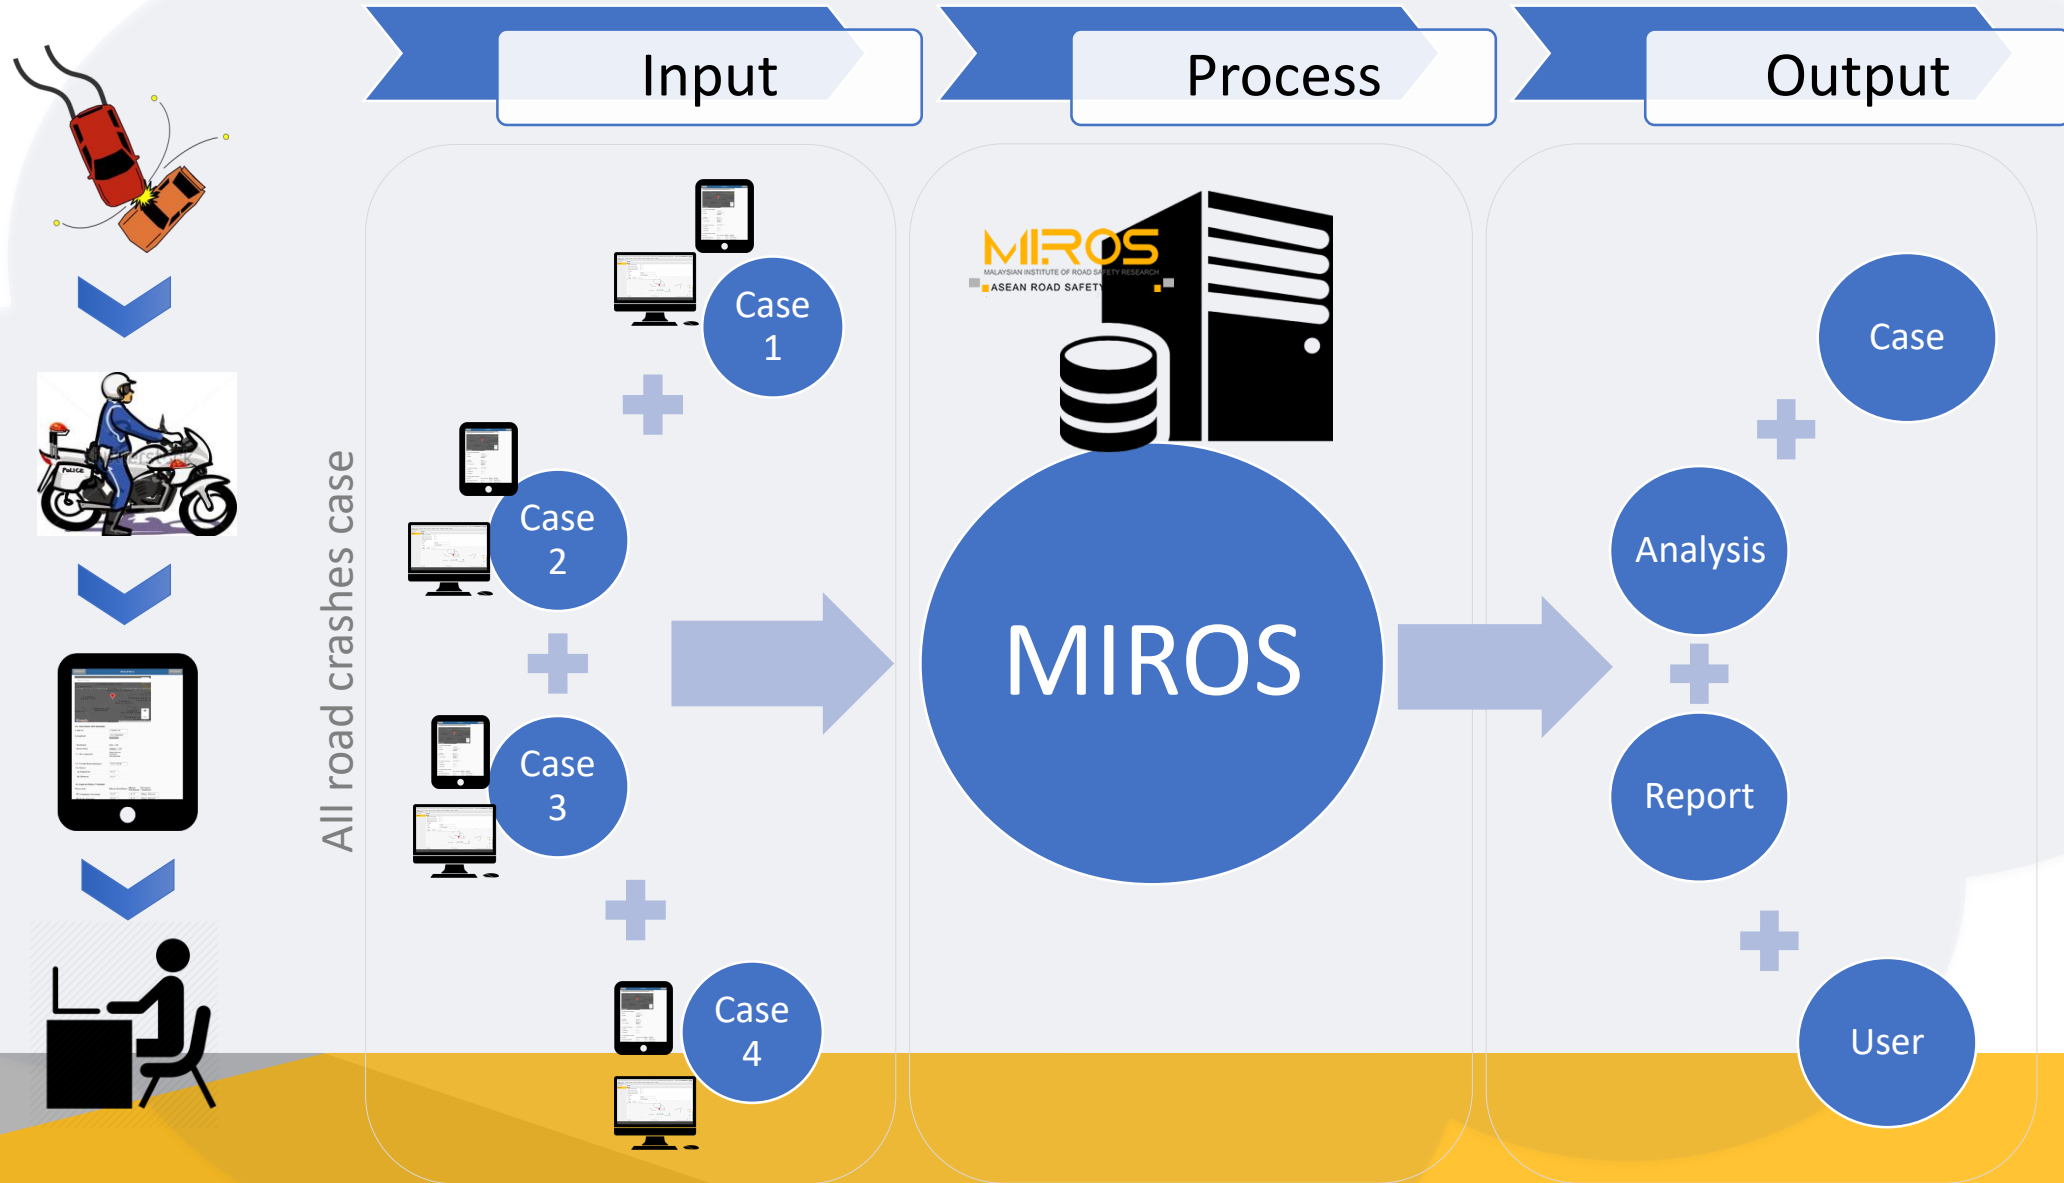 Input
Process
Output
POLICE
All road crashes case
Case
1
Case
2
Case
3
Case
4
MIROS
MALAYSIAN INSTITUTE OF ROAD SAFETY RESEARCH
ASEAN ROAD SAFETY
MIROS
Case
Analysis
Report
User